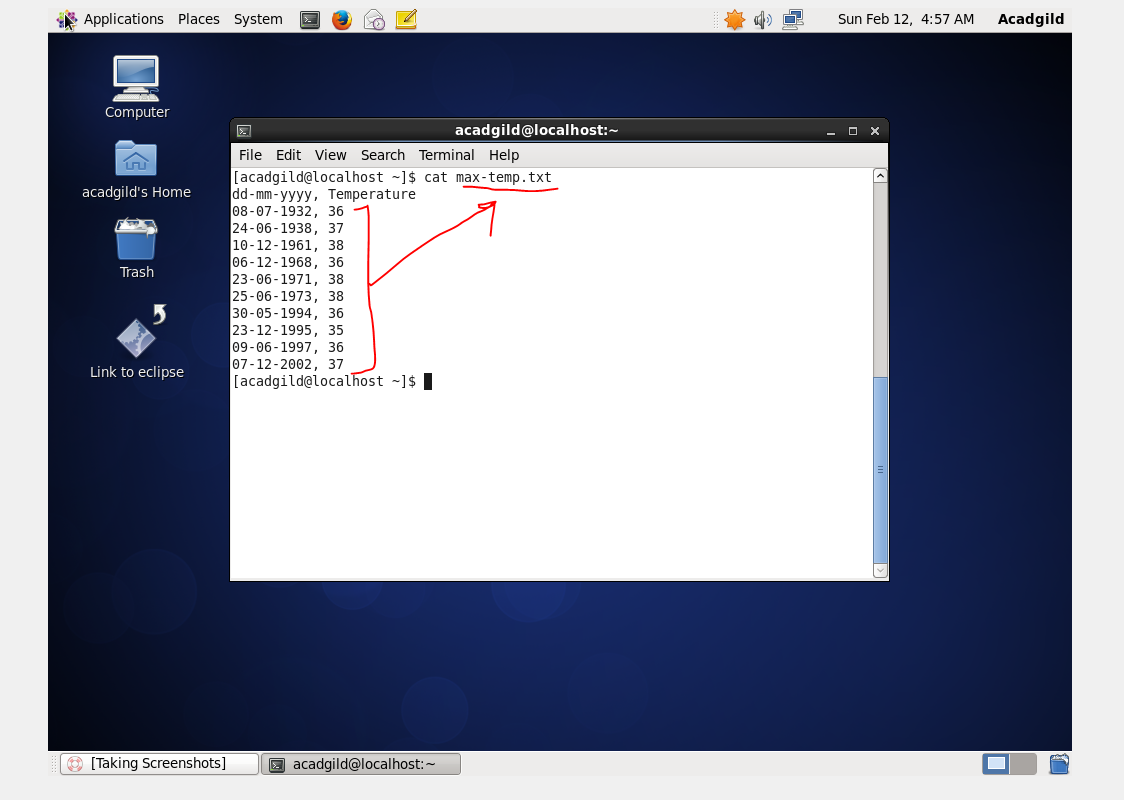 Applications Places System Sun Feb 12, 4:57 AM Acadgild
Computer
acadgild's Home
Trash
Link to eclipse
acadgild@localhost:~
File Edit View Search Terminal Help
[acadgild@localhost ~]$ cat max-temp.txt
dd-mm-yyyy, Temperature
08-07-1932, 36
24-06-1938, 37
10-12-1961, 38
06-12-1968, 36
23-06-1971, 38
25-06-1973, 38
30-05-1994, 36
23-12-1995, 35
09-06-1997, 36
07-12-2002, 37
[acadgild@localhost ~]$
[Taking Screenshots] acadgild@localhost:~